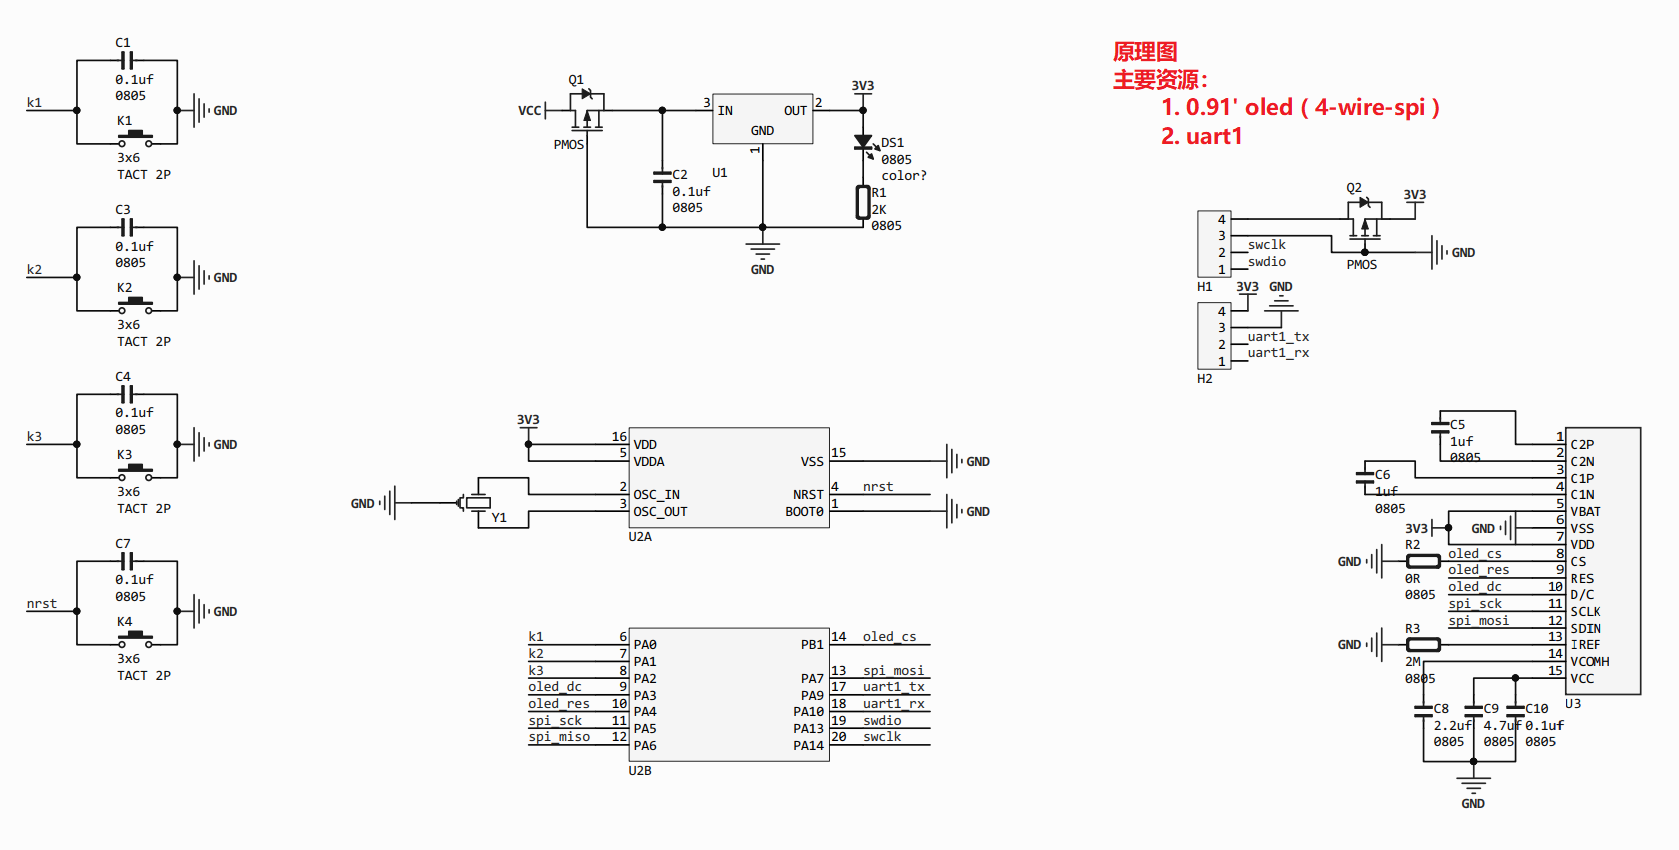 原理图
主要资源：
1. 0.91' oled ( 4-wire-spi )
2. uart1
C1
0.1uf
0805
k1
GND
K1
3x6
TACT 2P
C3
0.1uf
0805
k2
GND
K2
3x6
TACT 2P
C4
0.1uf
0805
k3
GND
K3
3x6
TACT 2P
C7
0.1uf
0805
nrst
GND
K4
3x6
TACT 2P
Q1
VCC
PMOS
3 IN OUT 2
GND
1
U1
C2
0.1uf
0805
3V3
DS1
0805
color?
R1
2K
0805
GND
Q2
3V3
4
3
2 swclk
1 swdio
PMOS
GND
H1
3V3 GND
4
3
2 uart1_tx
1 uart1_rx
H2
3V3
16 VDD
5 VDDA
VSS 15 GND
2 OSC_IN
NRST 4 nrst
3 OSC_OUT
BOOT0 1 GND
GND
Y1
U2A
k1 6 PA0
k2 7 PA1
k3 8 PA2
oled_dc 9 PA3
oled_res 10 PA4
spi_sck 11 PA5
spi_miso 12 PA6
PB1 14 oled_cs
PA7 13 spi_mosi
PA9 17 uart1_tx
PA10 18 uart1_rx
PA13 19 swdio
PA14 20 swclk
U2B
C5
1uf
0805
C6
1uf
0805
3V3
GND
1 C2P
2 C2N
3 C1P
4 C1N
5 VBAT
6 VSS
7 VDD
oled_cs 8 CS
oled_res 9 RES
oled_dc 10 D/C
spi_sck 11 SCLK
spi_mosi 12 SDIN
13 IREF
14 VCOMH
15 VCC
U3
GND
R2
0R
0805
GND
R3
2M
0805
C8
2.2uf
0805
C9
4.7uf
0805
C10
0.1uf
0805
GND